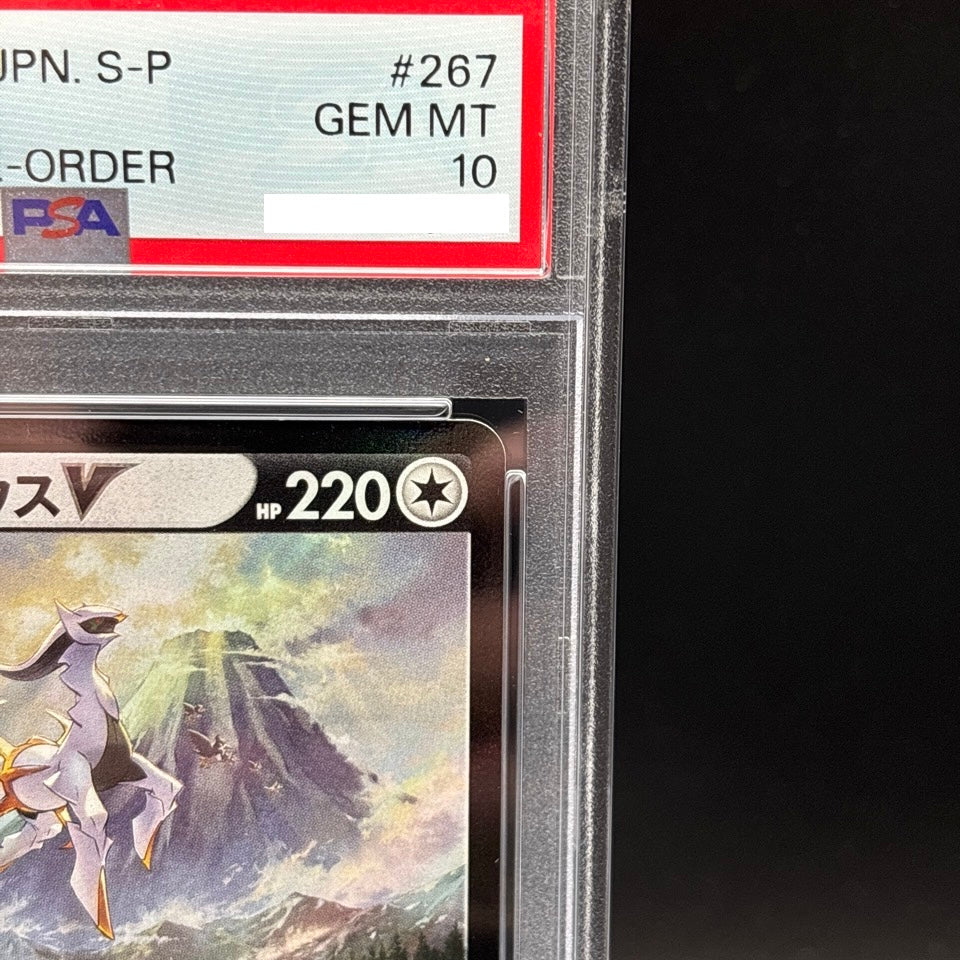 JPN. S-P
#267
GEM MT
-ORDER
10
PSA
スV
HP 220